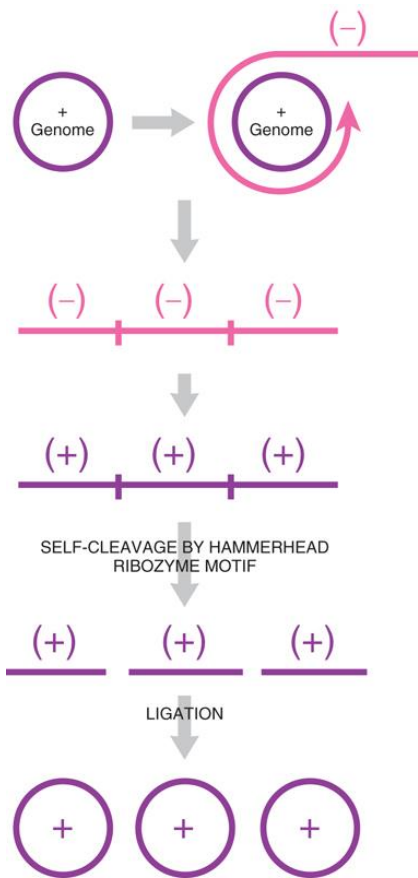 (–)
+
Genome
+
Genome
(–) (–) (–)
(+) (+) (+)
SELF-CLEAVAGE BY HAMMERHEAD
RIBOZYME MOTIF
(+) (+) (+)
LIGATION
+ + +